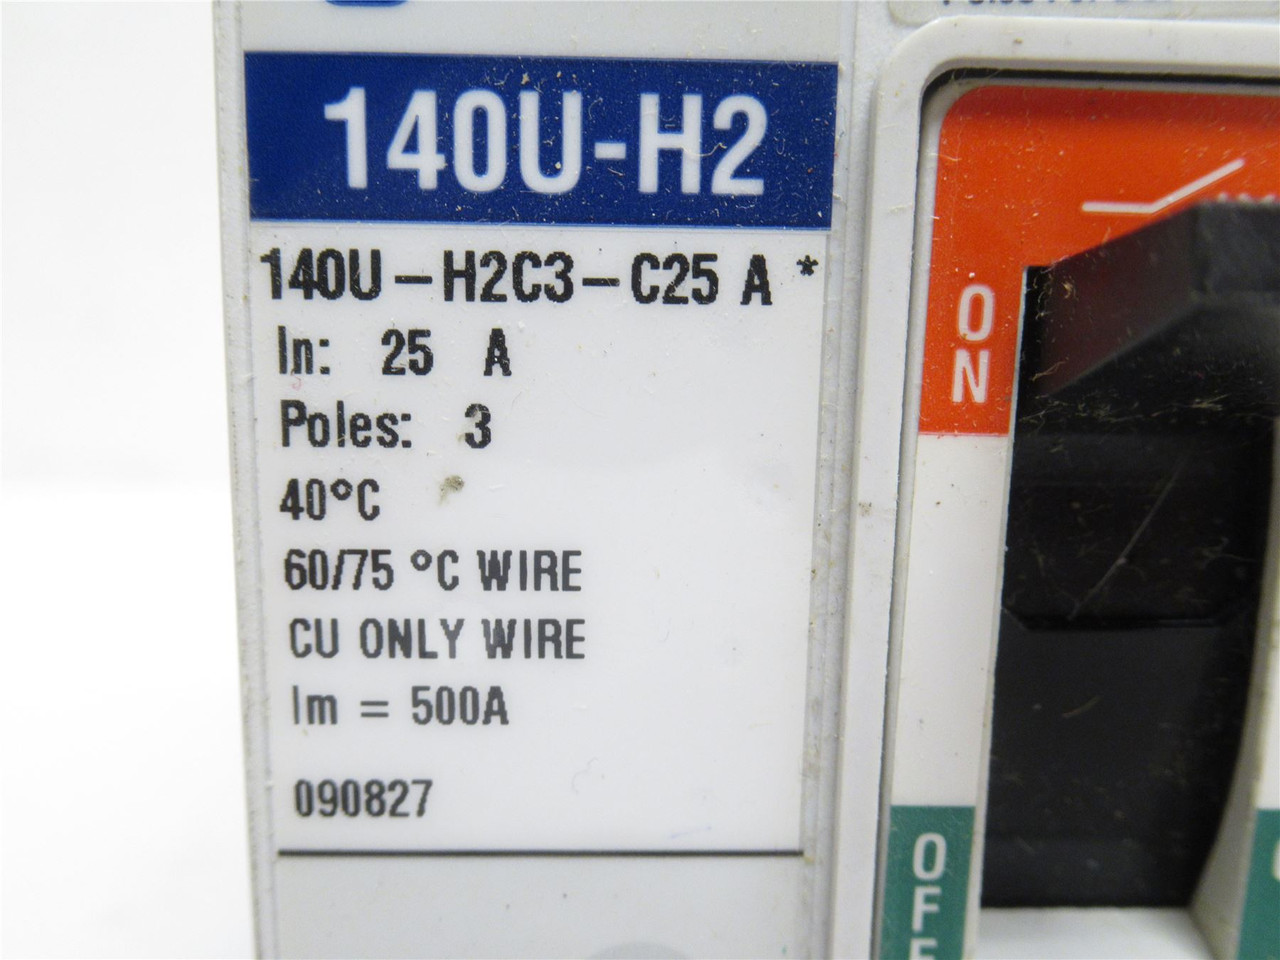 140U-H2
140U-H2C3-C25 A *
In: 25 A
Poles: 3
40°C
60/75 °C WIRE
CU ONLY WIRE
Im = 500A
090827
ON
OFF